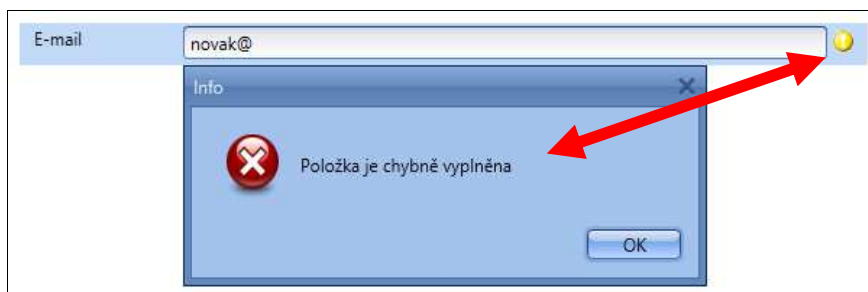 E-mail
novak@
Info
Položka je chybně vyplněna
OK